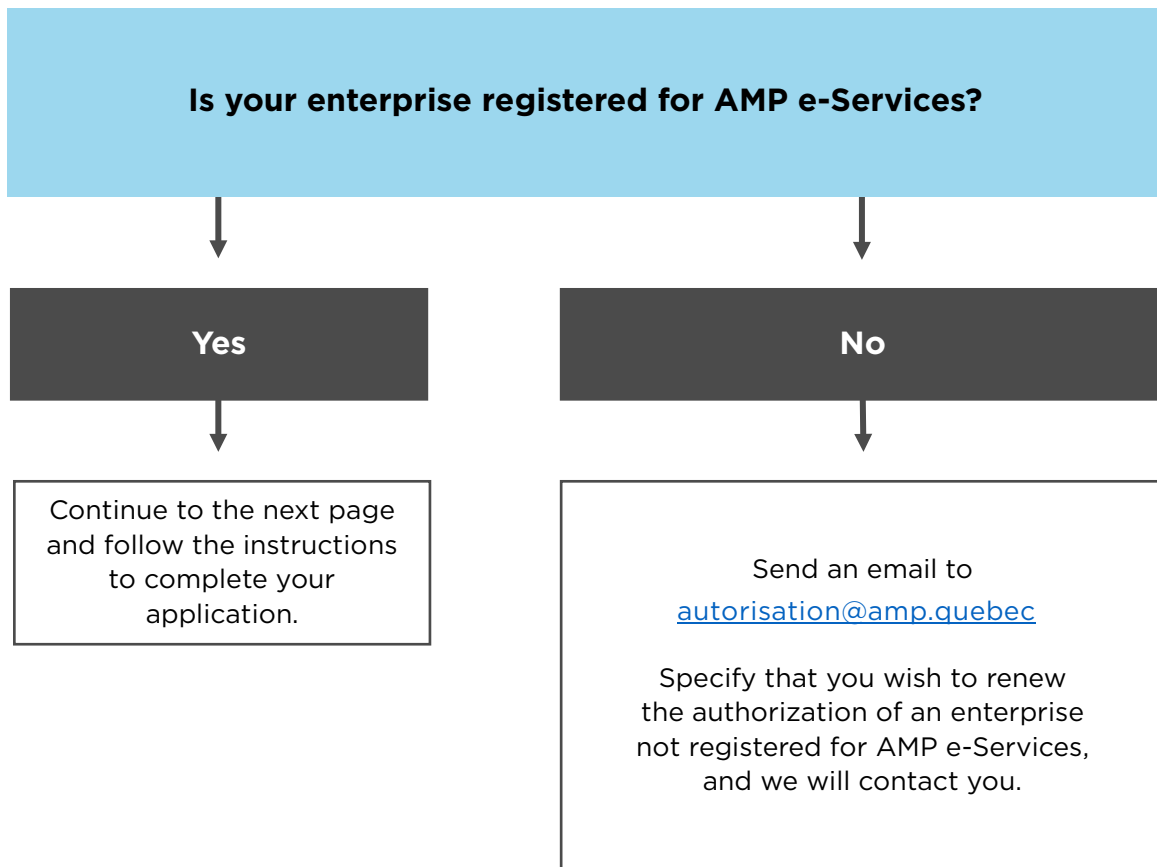 Is your enterprise registered for AMP e-Services?
Yes
No
Continue to the next page
and follow the instructions
to complete your
application.
Send an email to
autorisation@amp.quebec
Specify that you wish to renew
the authorization of an enterprise
not registered for AMP e-Services,
and we will contact you.